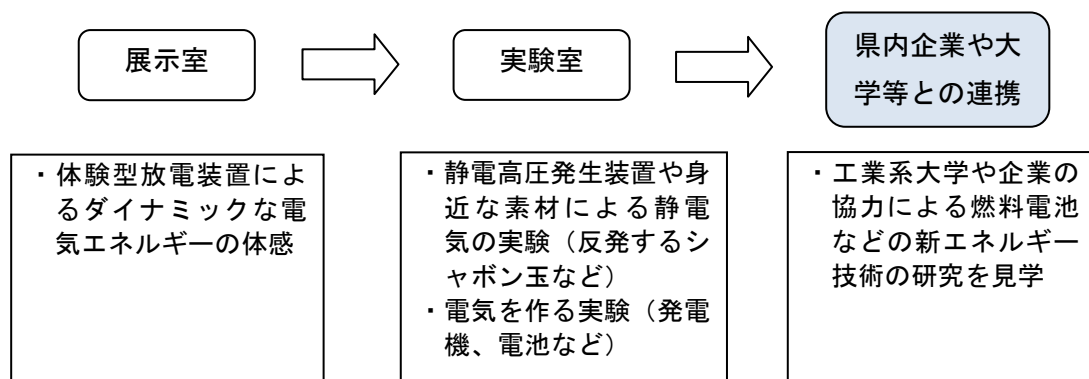 展示室
実験室
県内企業や大
学等との連携
・体験型放電装置によ
るダイナミックな電
気エネルギーの体感
・静電高圧発生装置や身
近な素材による静電
気の実験（反発するシ
ャボン玉など）
・電気を作る実験（発電
機、電池など）
・工業系大学や企業の
協力による燃料電池
などの新エネルギー
技術の研究を見学